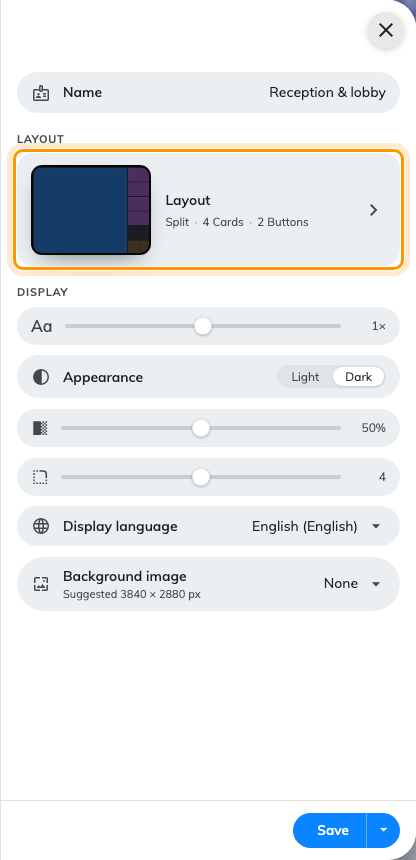 Name
Reception & lobby
LAYOUT
Layout
Split · 4 Cards · 2 Buttons
DISPLAY
Aa
1×
Appearance
Light
Dark
50%
4
Display language
English (English)
Background image
Suggested 3840 × 2880 px
None
Save